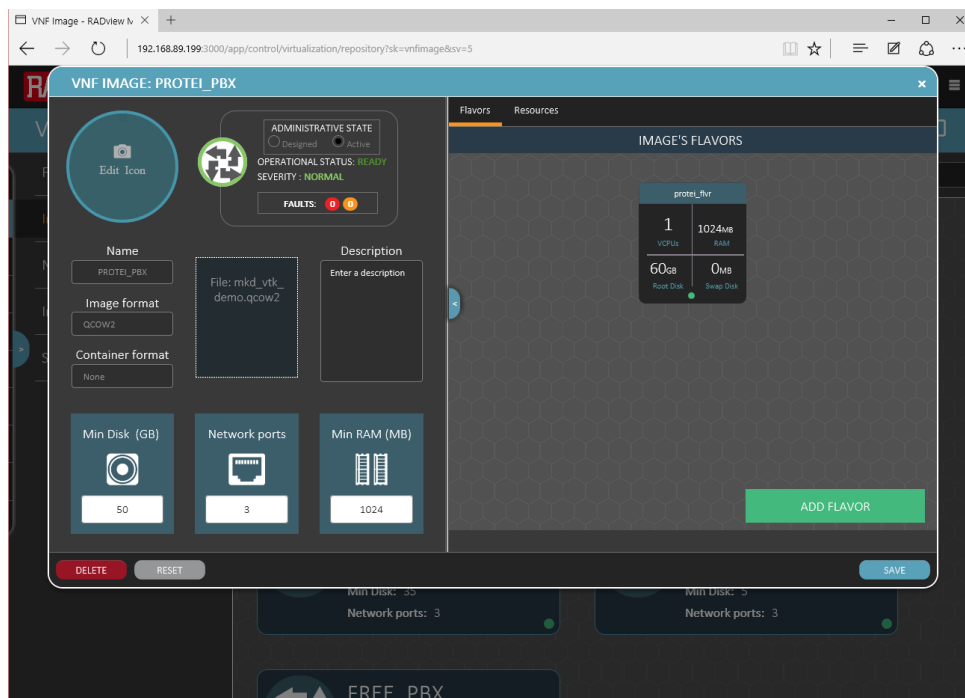 VNF Image - RADview M
192.168.89.199:3000/app/control/virtualization/repository?sk=vnfimage&sv=5
VNF IMAGE: PROTEI_PBX
Edit Icon
ADMINISTRATIVE STATE
Designed Active
OPERATIONAL STATUS: READY
SEVERITY : NORMAL
FAULTS: 0 0
Name
PROTEI_PBX
Image format
QCOW2
Container format
None
File: mkd_vtk_
demo.qcow2
Description
Enter a description
Min Disk (GB)
50
Network ports
3
Min RAM (MB)
1024
DELETE
RESET
Flavors
Resources
IMAGE'S FLAVORS
protei_flvr
1
VCPUs
1024MB
RAM
60GB
Root Disk
0MB
Swap Disk
ADD FLAVOR
SAVE
Min Disk: 35
Network ports: 3
Min Disk: 5
Network ports: 3
FREE_PBX